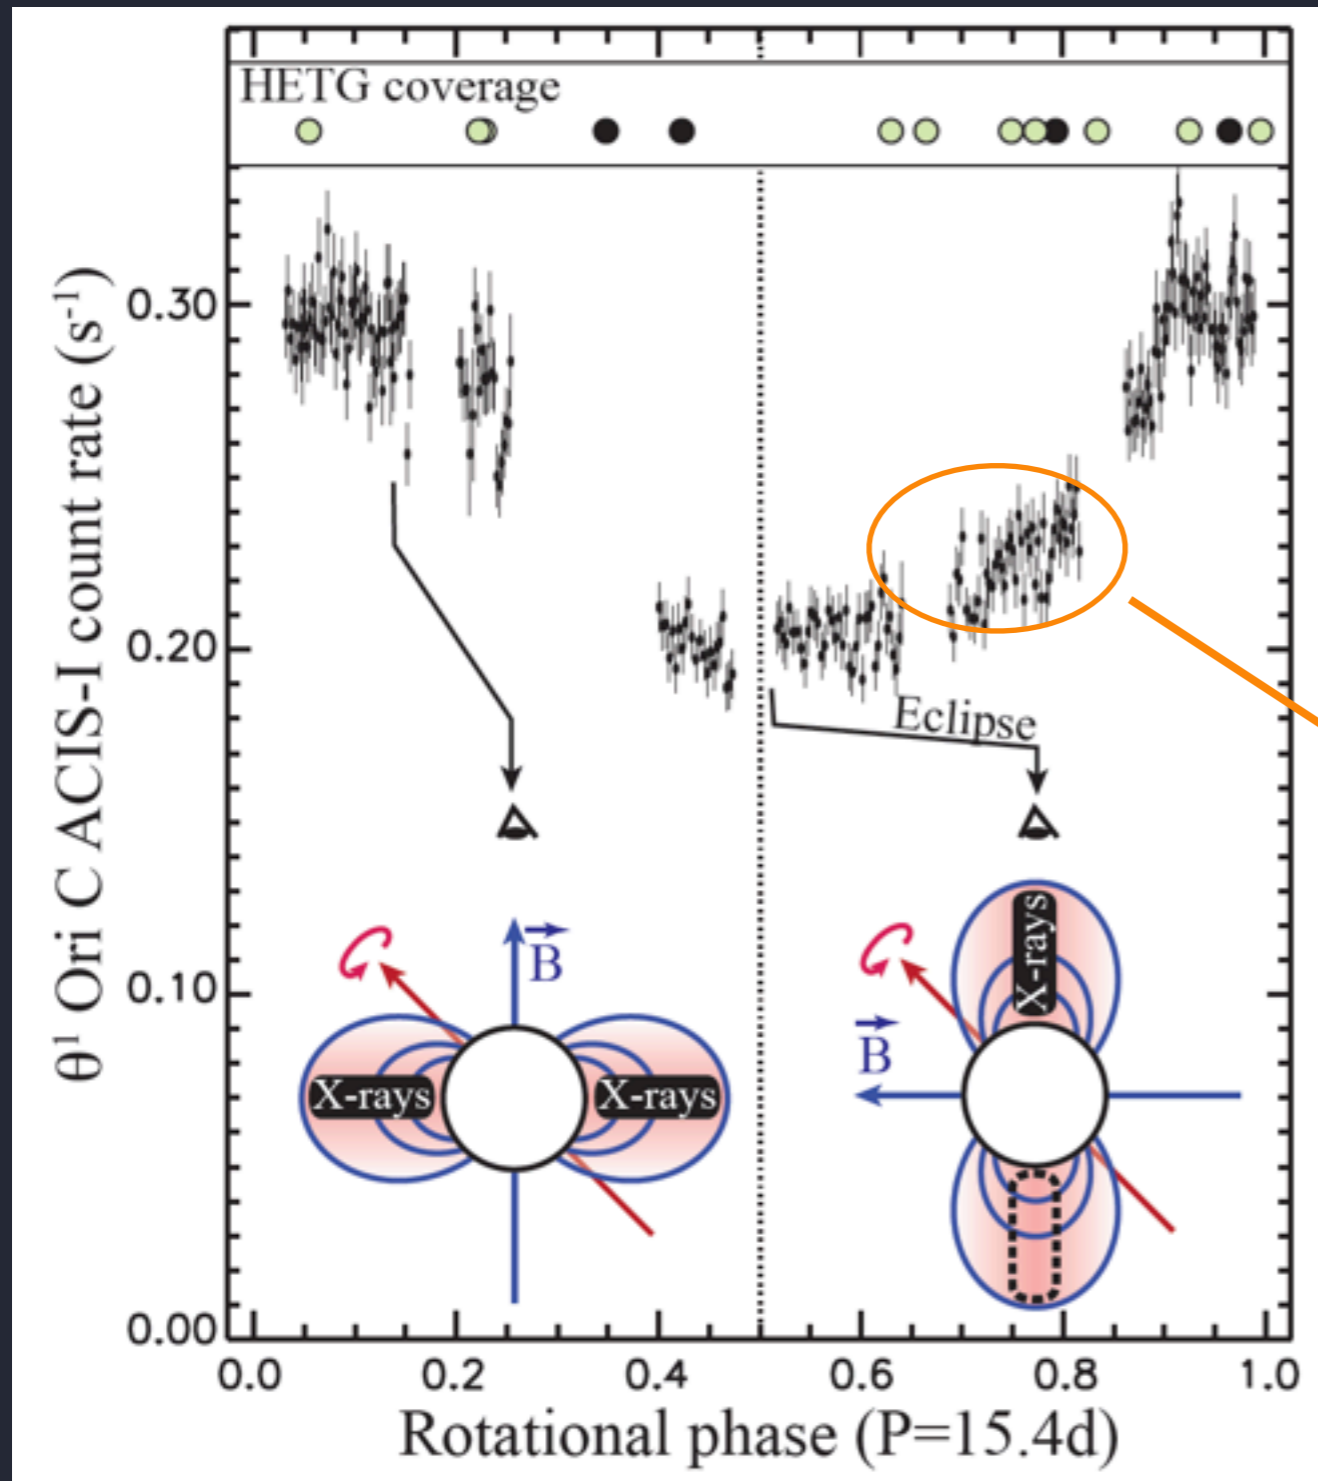 HETG coverage
θ¹ Ori C ACIS-I count rate (s⁻¹)
0.30
0.20
0.10
0.00
Eclipse
B
X-rays
X-rays
B
X-rays
0.0 0.2 0.4 0.6 0.8 1.0
Rotational phase (P=15.4d)